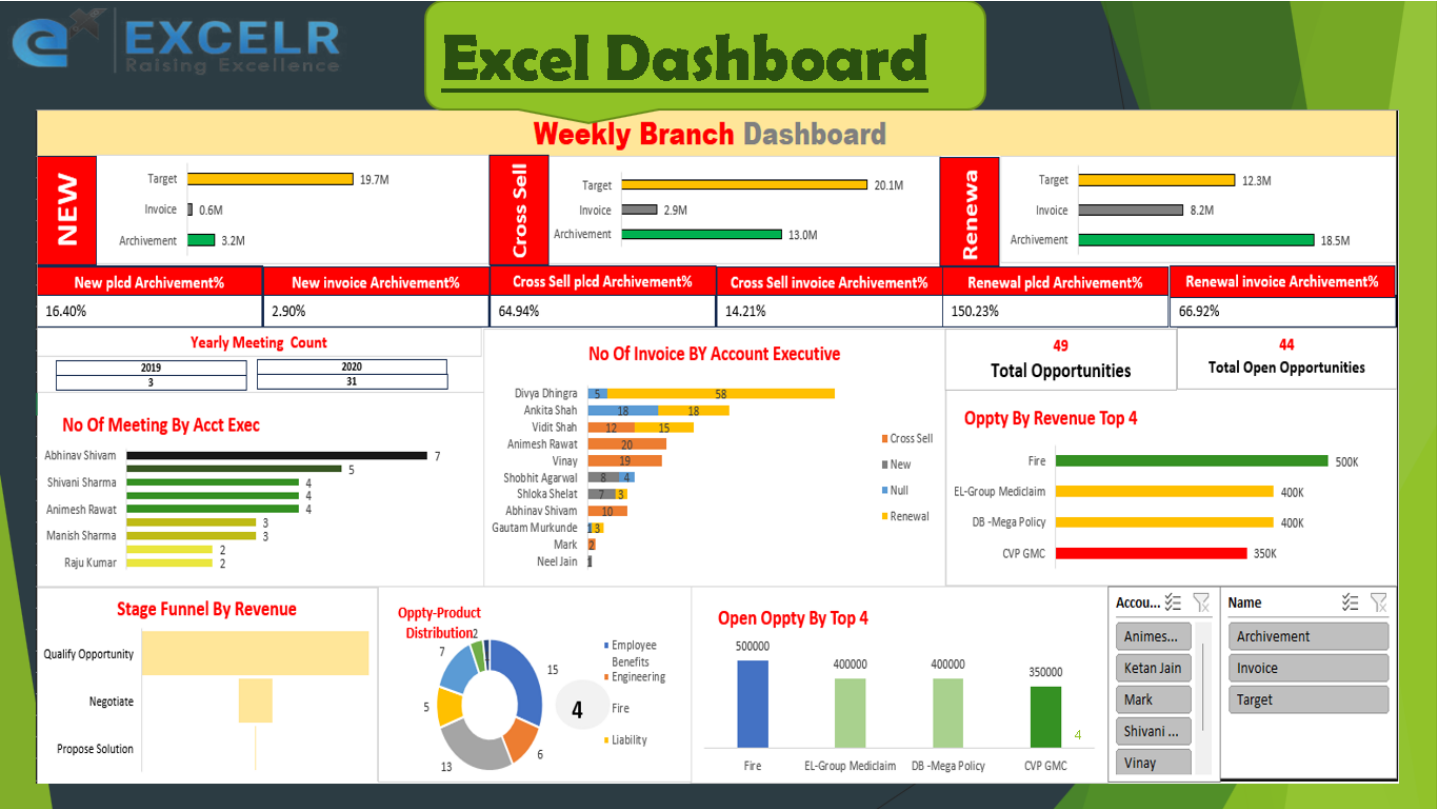 EXCELR
Raising Excellence
Excel Dashboard
Weekly Branch Dashboard
NEW
Target
19.7M
Invoice
0.6M
Archivement
3.2M
Cross Sell
Target
20.1M
Invoice
2.9M
Archivement
13.0M
Renewa
Target
12.3M
Invoice
8.2M
Archivement
18.5M
New plcd Archivement%
New invoice Archivement%
Cross Sell plcd Archivement%
Cross Sell invoice Archivement%
Renewal plcd Archivement%
Renewal invoice Archivement%
16.40%
2.90%
64.94%
14.21%
150.23%
66.92%
Yearly Meeting Count
2019
2020
3
31
No Of Meeting By Acct Exec
Abhinav Shivam
7
5
Shivani Sharma
4
4
Animesh Rawat
4
3
Manish Sharma
3
2
Raju Kumar
2
No Of Invoice BY Account Executive
Divya Dhingra
5
58
Ankita Shah
18
18
Vidit Shah
12
15
Animesh Rawat
20
Vinay
19
Shobhit Agarwal
8
4
Shloka Shelat
7
3
Abhinav Shivam
10
Gautam Murkunde
1
3
Mark
2
Neel Jain
1
Cross Sell
New
Null
Renewal
49
Total Opportunities
44
Total Open Opportunities
Oppty By Revenue Top 4
Fire
500K
EL-Group Mediclaim
400K
DB -Mega Policy
400K
CVP GMC
350K
Stage Funnel By Revenue
Qualify Opportunity
Negotiate
Propose Solution
Oppty-Product
Distribution
2
7
15
5
6
13
4
Employee
Benefits
Engineering
Fire
Liability
Open Oppty By Top 4
500000
400000
400000
350000
4
Fire
EL-Group Mediclaim
DB -Mega Policy
CVP GMC
Accou...
Animes...
Ketan Jain
Mark
Shivani ...
Vinay
Name
Archivement
Invoice
Target